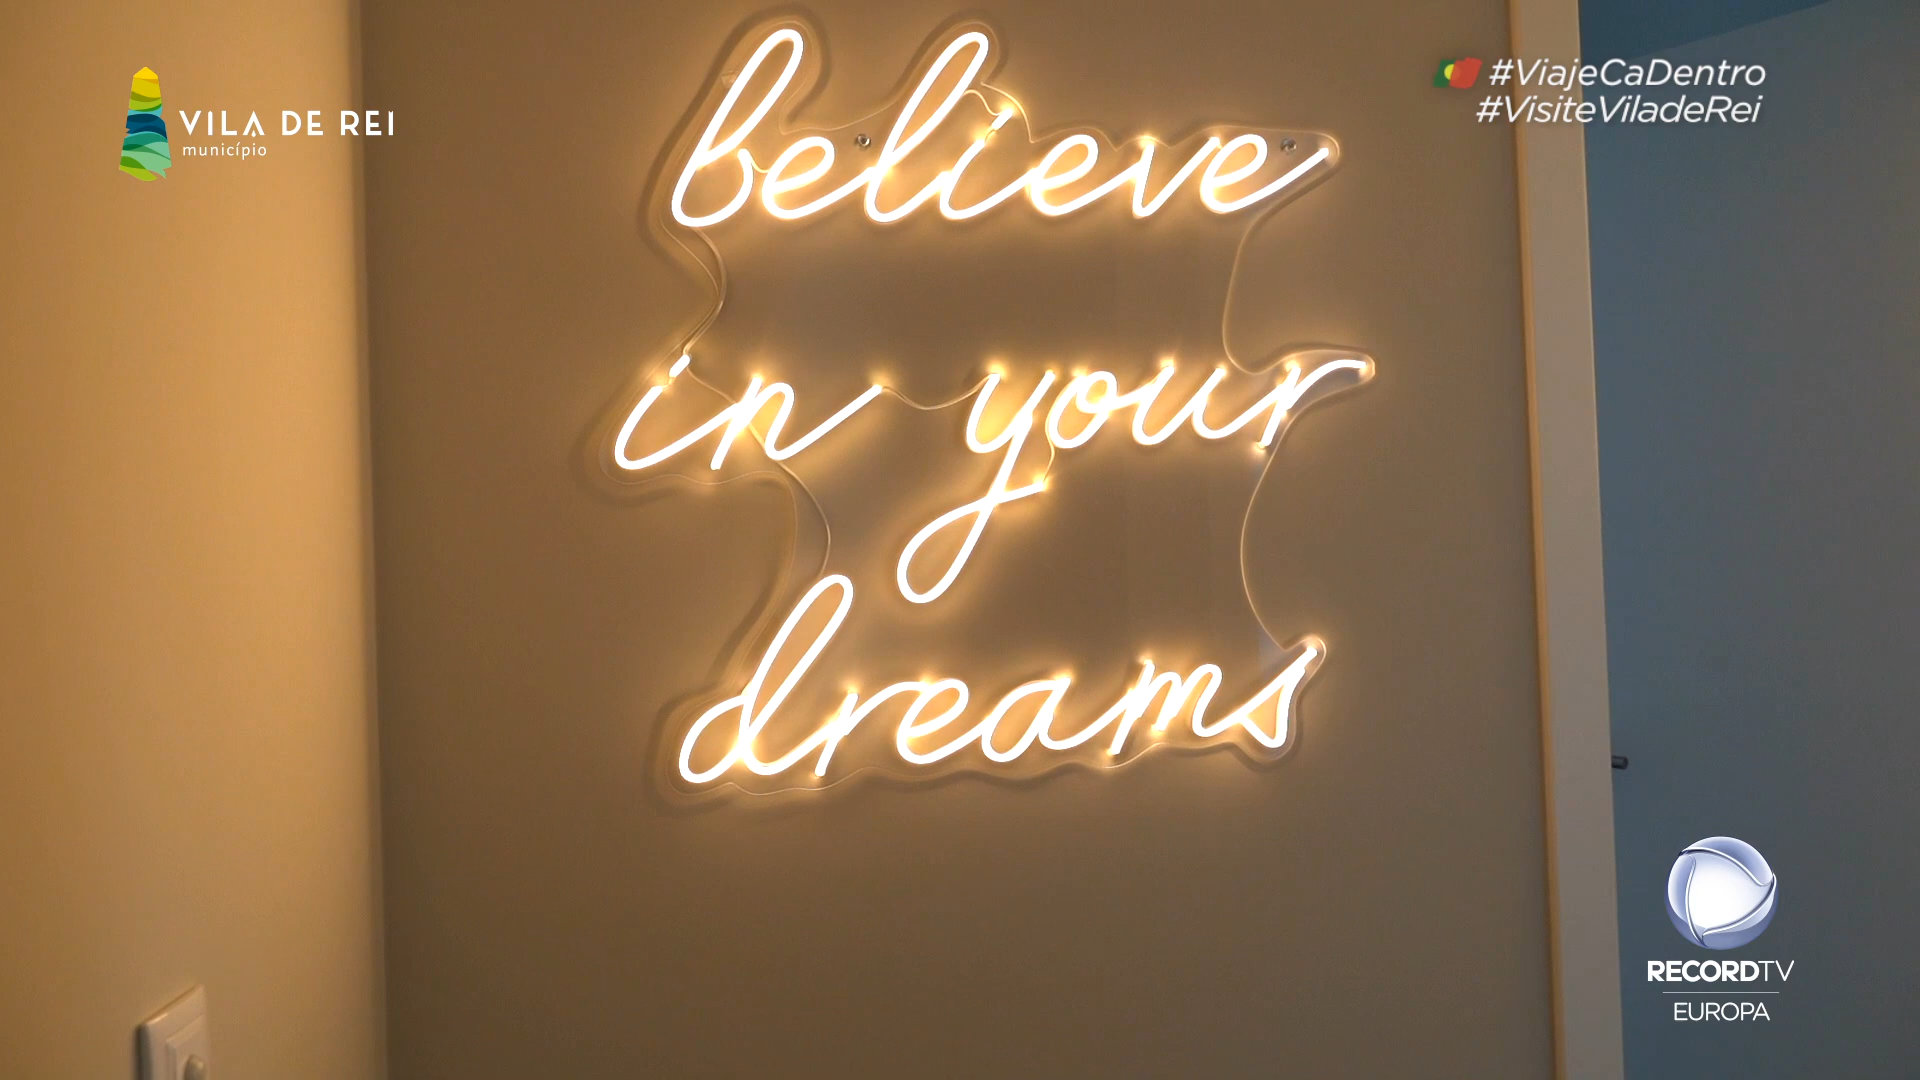 VILA DE REI
município
#ViajeCaDentro
#VisiteViladeRei
believe
in your
dreams
RECORDTV
EUROPA